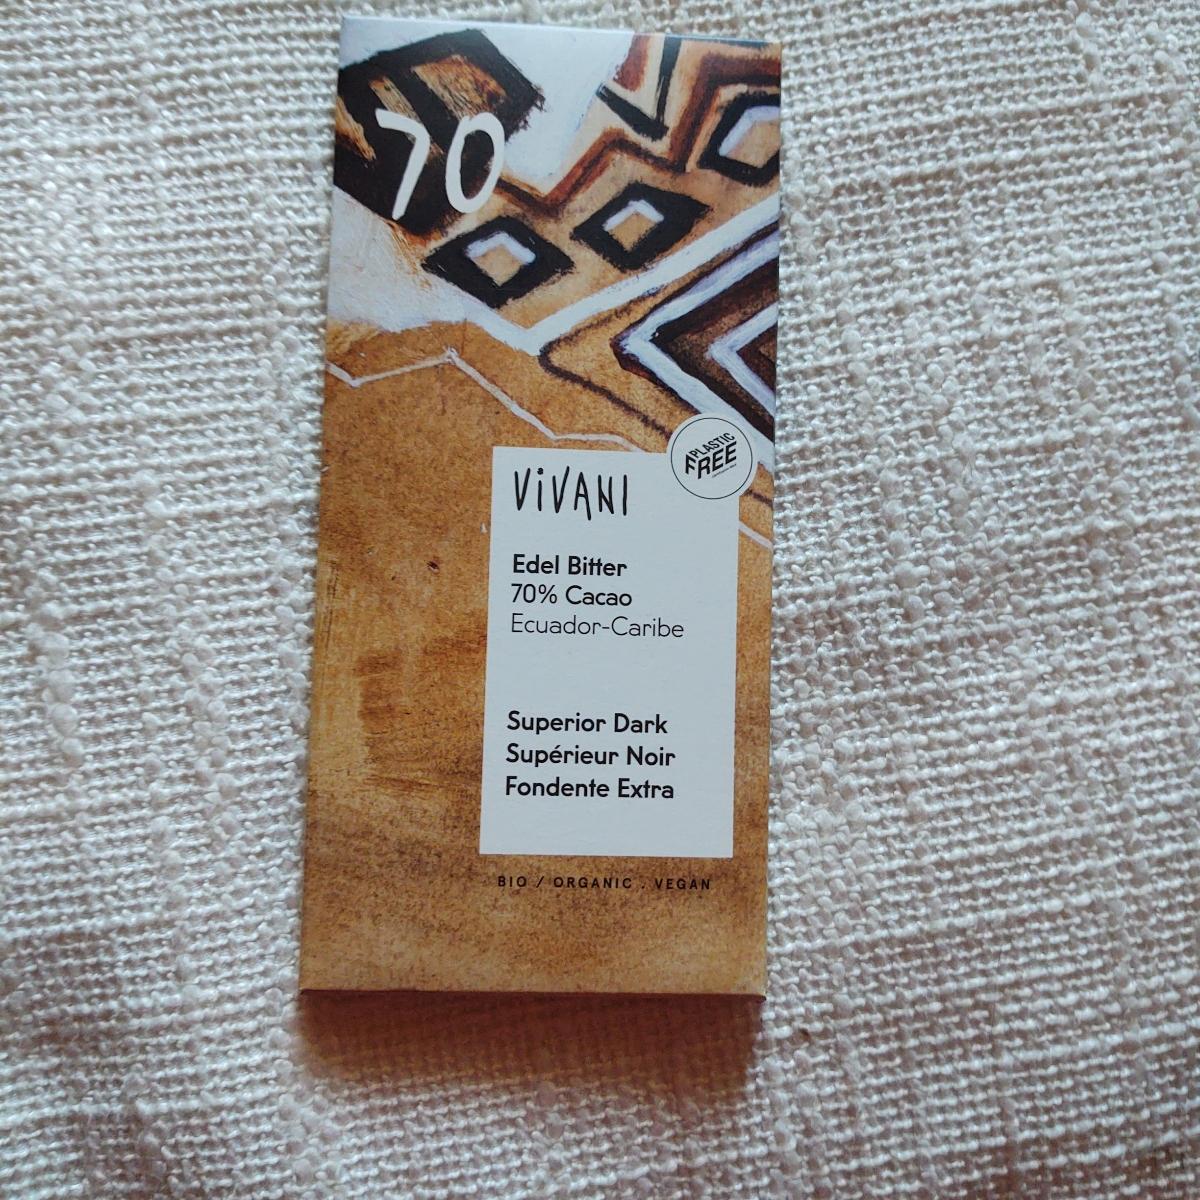 70
PLASTIC
FREE
ViVANI
Edel Bitter
70% Cacao
Ecuador-Caribe
Superior Dark
Supérieur Noir
Fondente Extra
BIO / ORGANIC . VEGAN